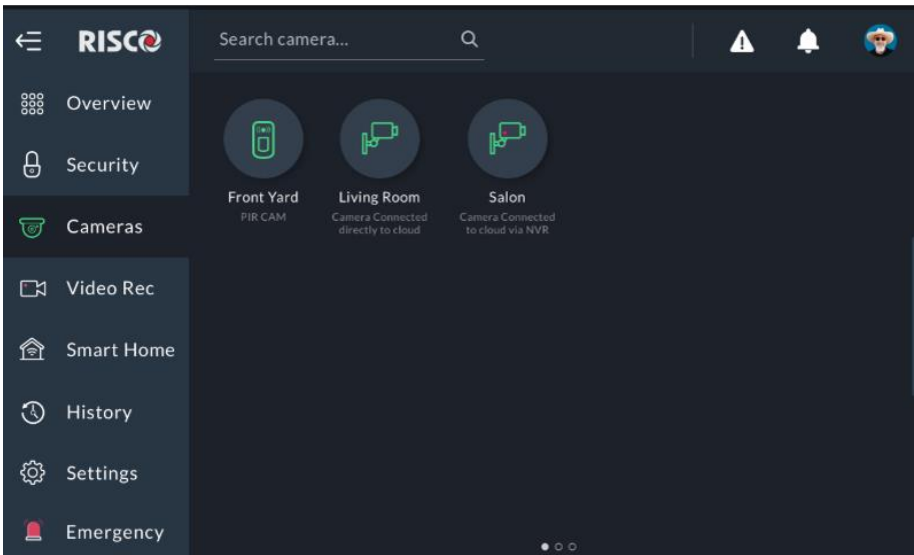 RISCO
Search camera...
Overview
Security
Cameras
Video Rec
Smart Home
History
Settings
Emergency
Front Yard
PIR CAM
Living Room
Camera Connected
directly to cloud
Salon
Camera Connected
to cloud via NVR